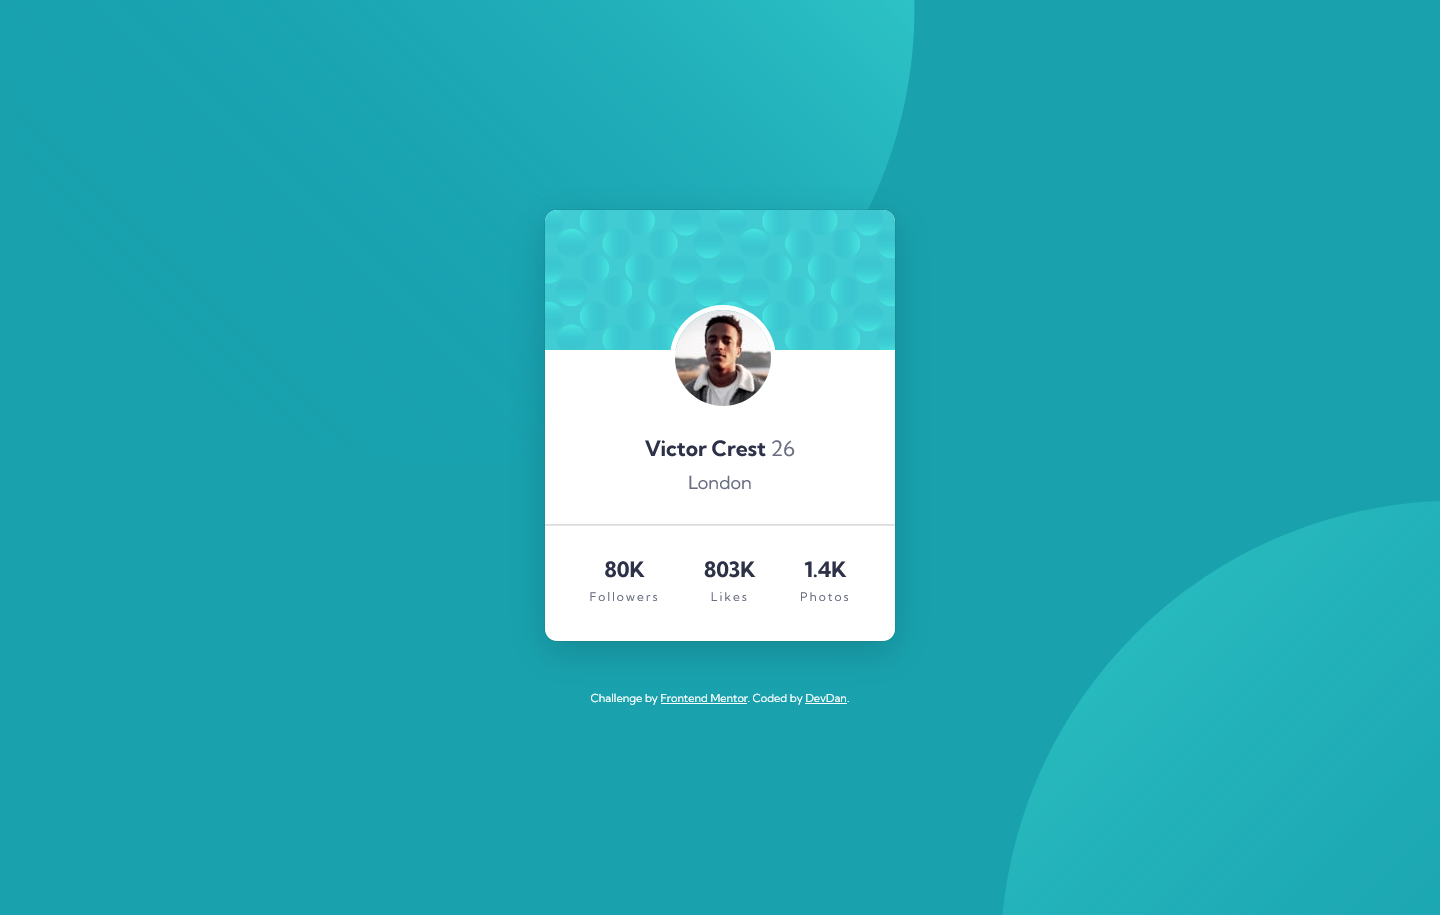 Victor Crest 26
London
80K 803K 1.4K
Followers Likes Photos
Challenge by Frontend Mentor. Coded by DevDan.